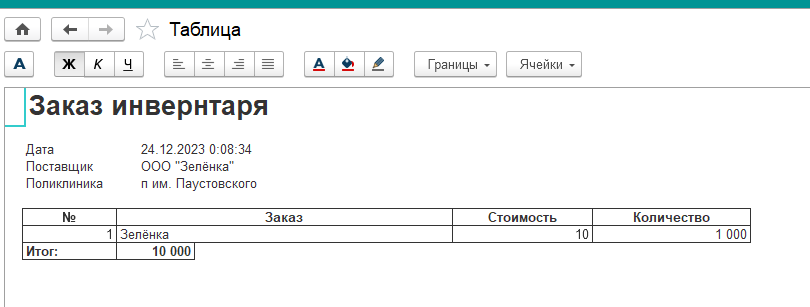 Таблица
А Ж К Ч А Границы Ячейки
Заказ инвернтаря
Дата 24.12.2023 0:08:34
Поставщик ООО "Зелёнка"
Поликлиника п им. Паустовского
№ Заказ Стоимость Количество
1 Зелёнка 10 1 000
Итог: 10 000